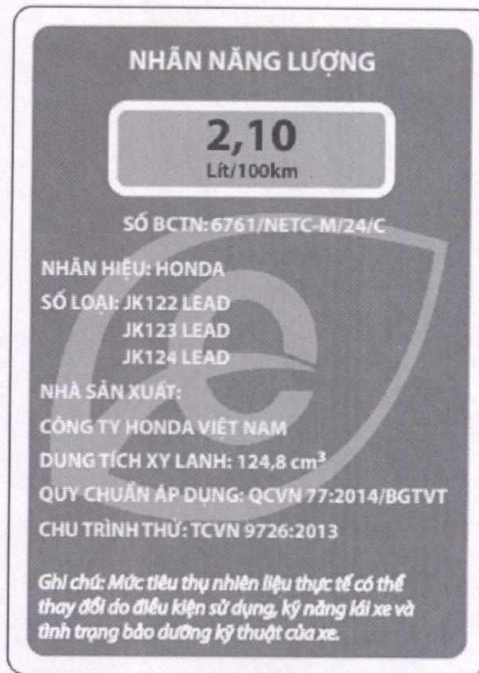 NHÃN NĂNG LƯỢNG
2,10
Lít/100km
SỐ BCTN: 6761/NETC-M/24/C
NHÃN HIỆU: HONDA
SỐ LOẠI: JK122 LEAD
JK123 LEAD
JK124 LEAD
NHÀ SẢN XUẤT:
CÔNG TY HONDA VIỆT NAM
DUNG TÍCH XY LANH: 124,8 cm³
QUY CHUẨN ÁP DỤNG: QCVN 77:2014/BGTVT
CHU TRÌNH THỬ: TCVN 9726:2013
Ghi chú: Mức tiêu thụ nhiên liệu thực tế có thể
thay đổi do điều kiện sử dụng, kỹ năng lái xe và
tình trạng bảo dưỡng kỹ thuật của xe.